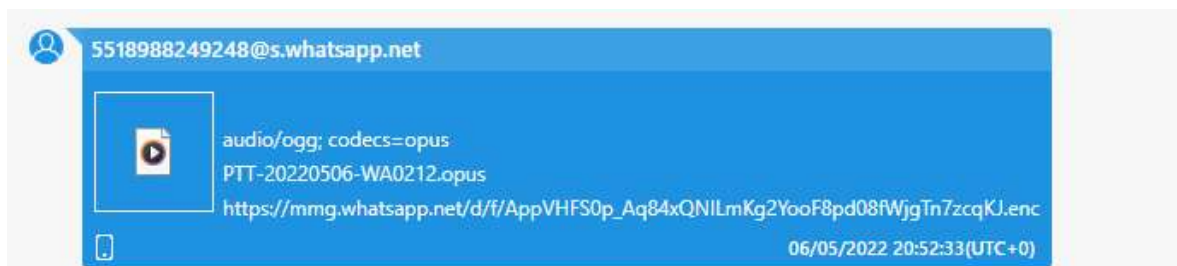 5518988249248@s.whatsapp.net
audio/ogg; codecs=opus
PTT-20220506-WA0212.opus
https://mmg.whatsapp.net/d/f/AppVHFS0p_Aq84xQNILmKg2YooF8pd08fWjgTn7zcqKJ.enc
06/05/2022 20:52:33(UTC+0)